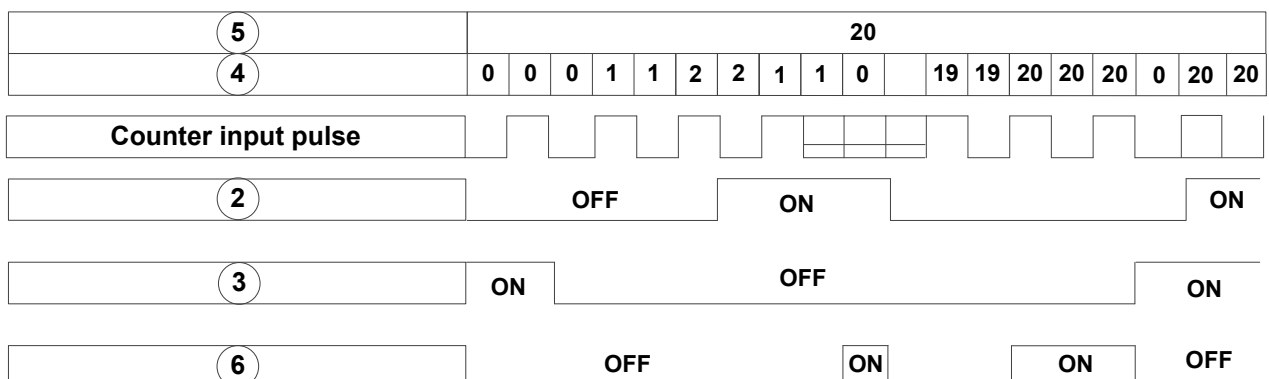 5 20
4 0 0 0 1 1 2 2 1 1 0 19 19 20 20 20 0 20 20
Counter input pulse
2 OFF ON ON
3 ON OFF ON
6 OFF ON ON OFF